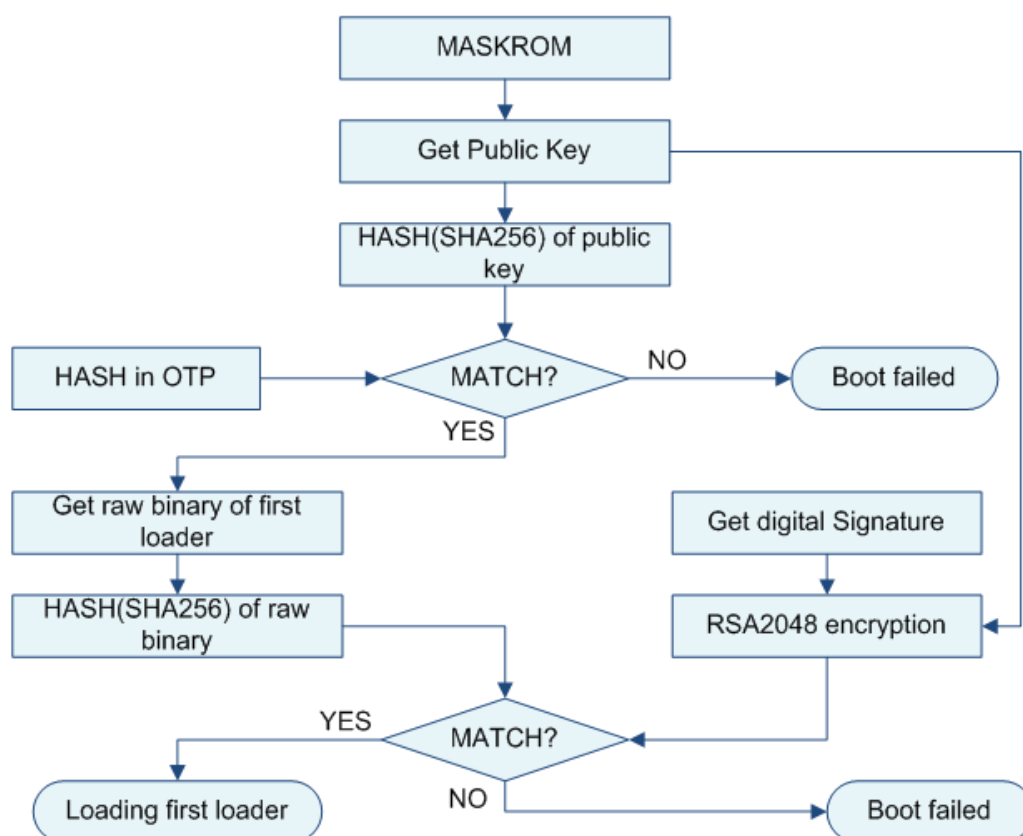 MASKROM
Get Public Key
HASH(SHA256) of public
key
HASH in OTP
MATCH?
NO
Boot failed
YES
Get raw binary of first
loader
Get digital Signature
HASH(SHA256) of raw
binary
RSA2048 encryption
YES
MATCH?
Loading first loader
NO
Boot failed